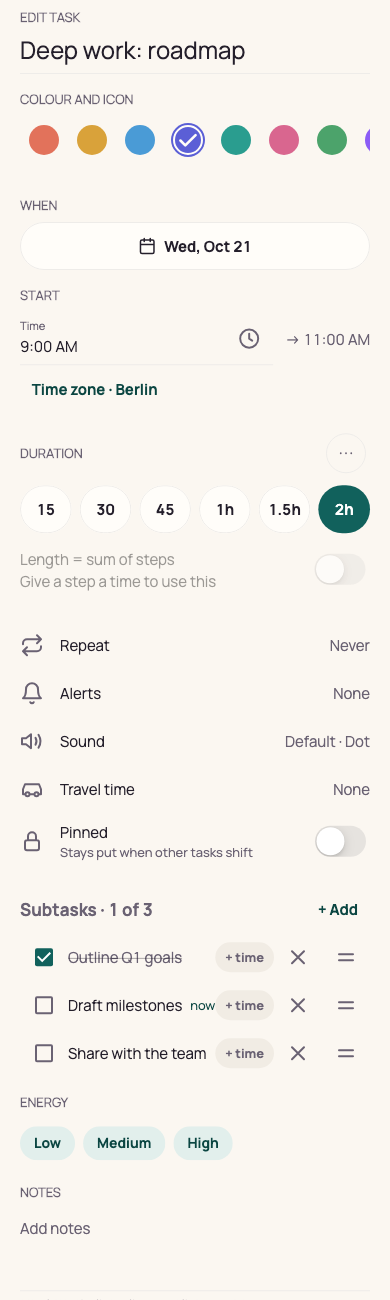 EDIT TASK
Deep work: roadmap
COLOUR AND ICON
WHEN
Wed, Oct 21
START
Time
9:00 AM
→ 11:00 AM
Time zone · Berlin
DURATION
...
15 30 45 1h 1.5h 2h
Length = sum of steps
Give a step a time to use this
Repeat Never
Alerts None
Sound Default · Dot
Travel time None
Pinned
Stays put when other tasks shift
Subtasks · 1 of 3 + Add
Outline Q1 goals + time
Draft milestones now + time
Share with the team + time
ENERGY
Low Medium High
NOTES
Add notes